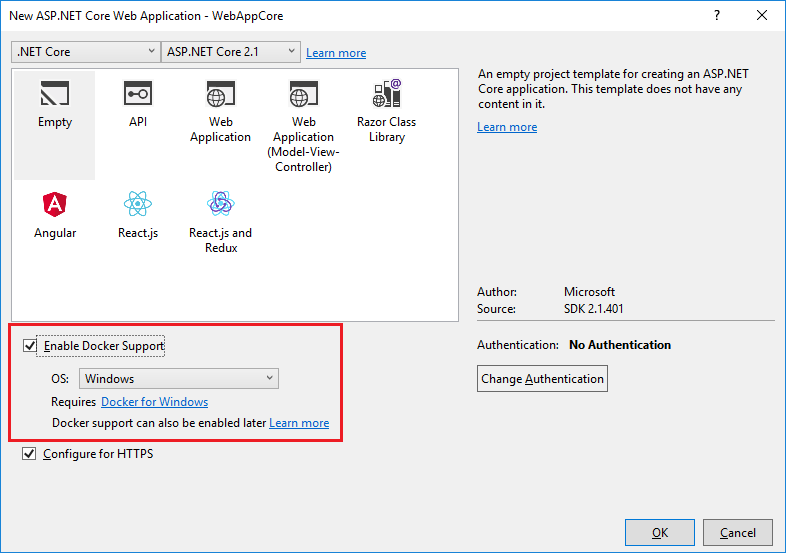 New ASP.NET Core Web Application - WebAppCore
?
.NET Core
ASP.NET Core 2.1
Learn more
Empty
API
Web
Application
Web
Application
(Model-View-
Controller)
Razor Class
Library
Angular
React.js
React.js and
Redux
An empty project template for creating an ASP.NET
Core application. This template does not have any
content in it.
Learn more
Author: Microsoft
Source: SDK 2.1.401
Authentication: No Authentication
Change Authentication
Enable Docker Support
OS: Windows
Requires Docker for Windows
Docker support can also be enabled later Learn more
Configure for HTTPS
OK
Cancel